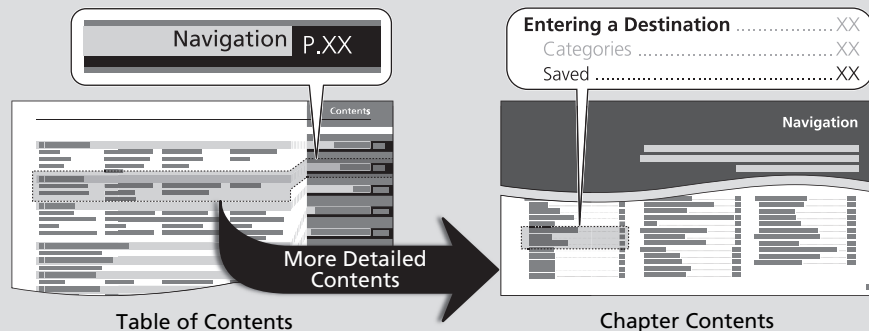 Navigation P.XX
Entering a Destination ................. XX
Categories ................................ XX
Saved ........................................ XX
Contents
Navigation
More Detailed
Contents
Table of Contents
Chapter Contents